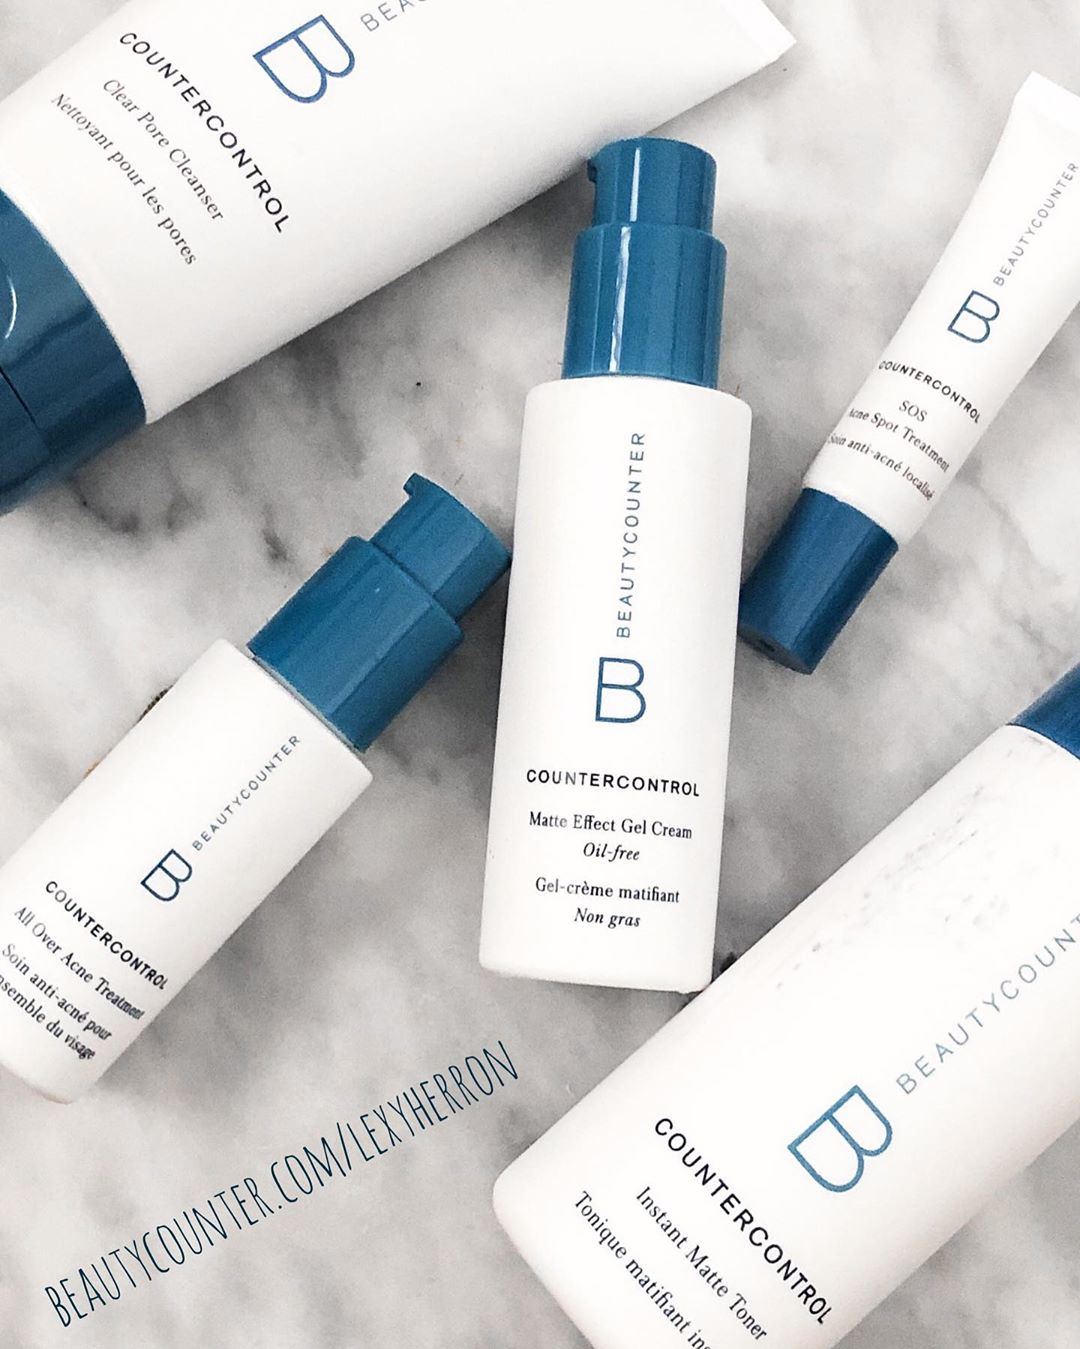 B BEAU
COUNTERCONTROL
Clear Pore Cleanser
Nettoyant pour les pores
B BEAUTYCOUNTER
COUNTERCONTROL
SOS
Acne Spot Treatment
Soin anti-acné localisé
B BEAUTYCOUNTER
COUNTERCONTROL
Matte Effect Gel Cream
Oil-free
Gel-crème matifiant
Non gras
B BEAUTYCOUNTER
COUNTERCONTROL
All Over Acne Treatment
Soin anti-acné pour
du visage
B BEAUTYCOUNT
COUNTERCONTROL
Instant Matte Toner
Tonique matifiant
BEAUTYCOUNTER.COM/LEXYHERRON